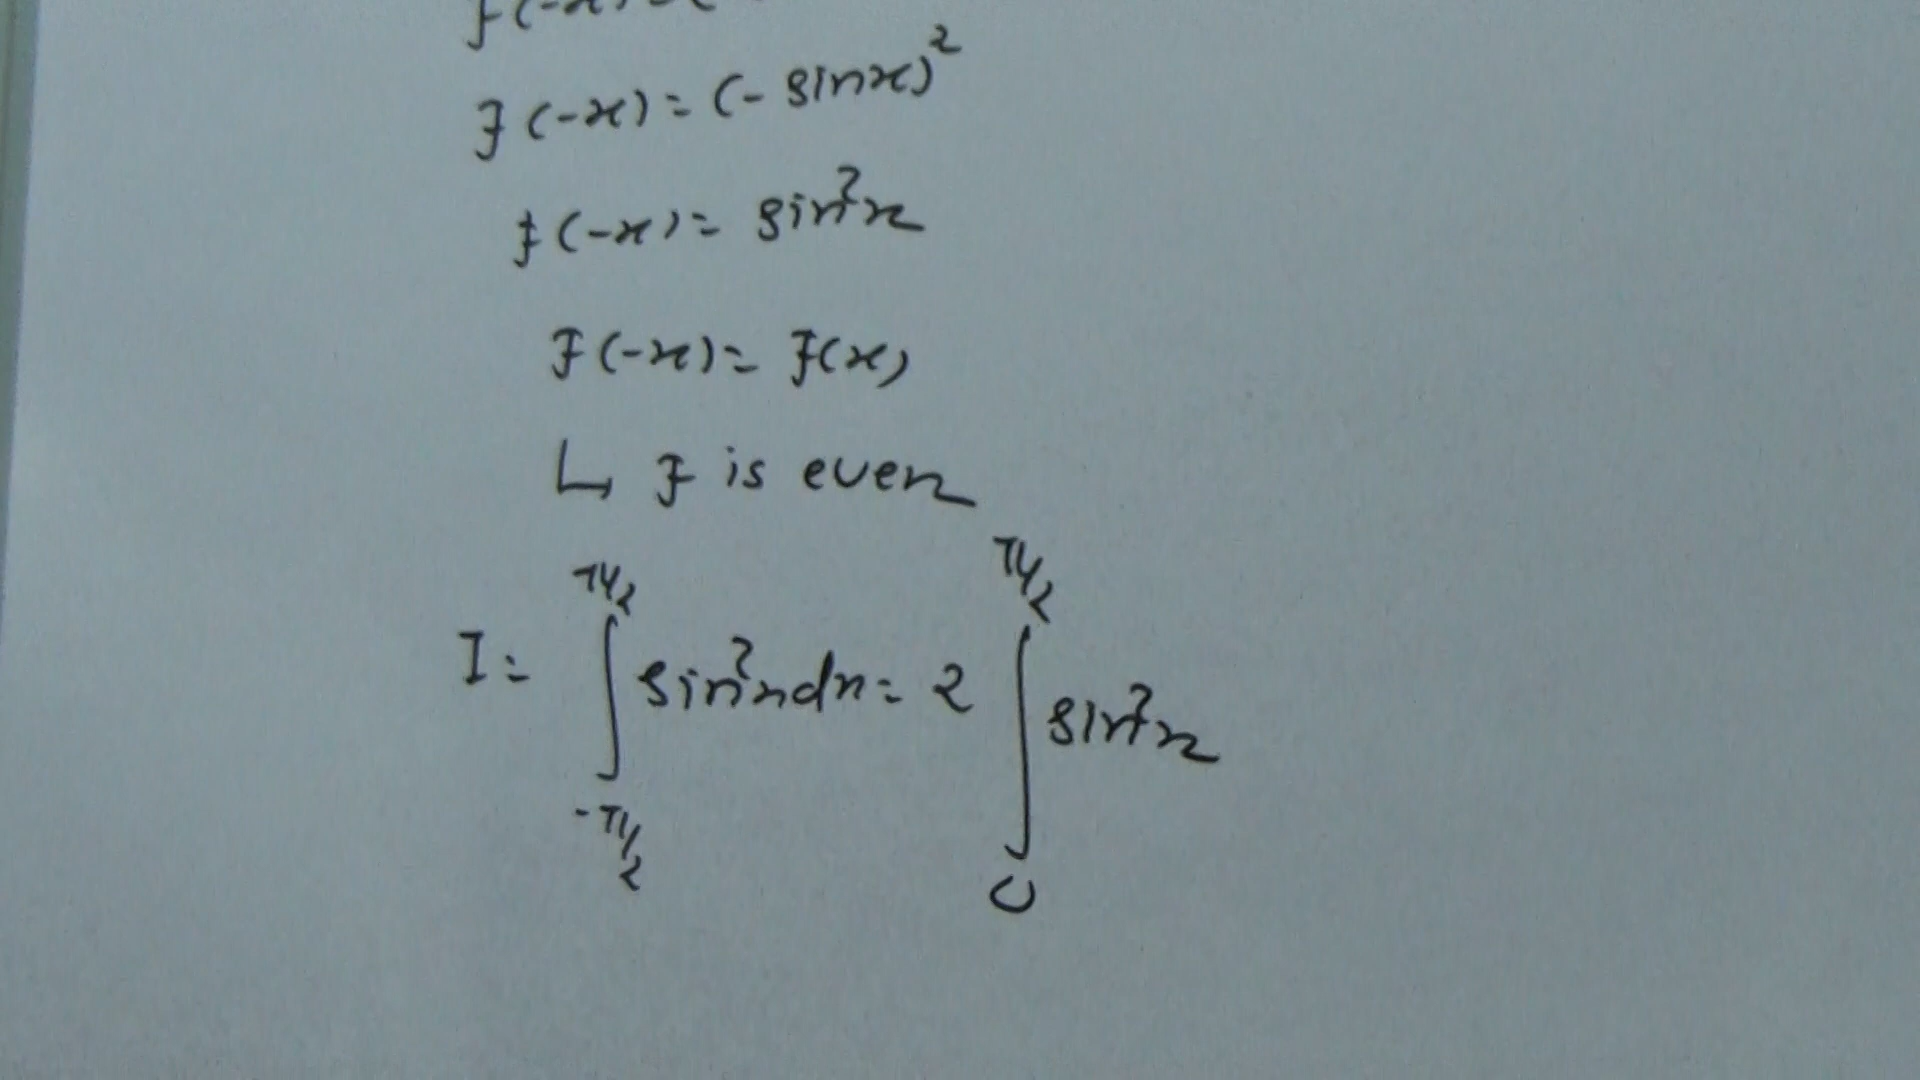 f(-x) = (
f(-x) = (- sinx)²
f(-x) = sin²x
f(-x) = f(x)
↳ f is even
I = ∫_{-π/2}^{π/2} sin²x dx = 2 ∫_{0}^{π/2} sin²x